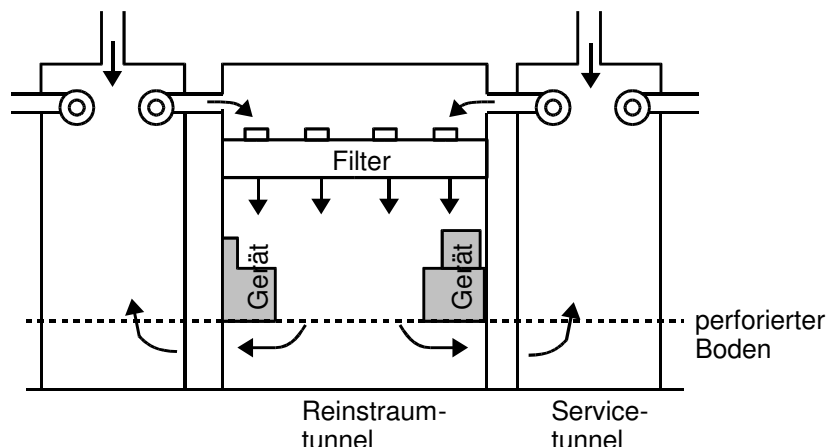 Filter
Gerät
Gerät
perforierter
Boden
Reinstraum-
tunnel
Service-
tunnel